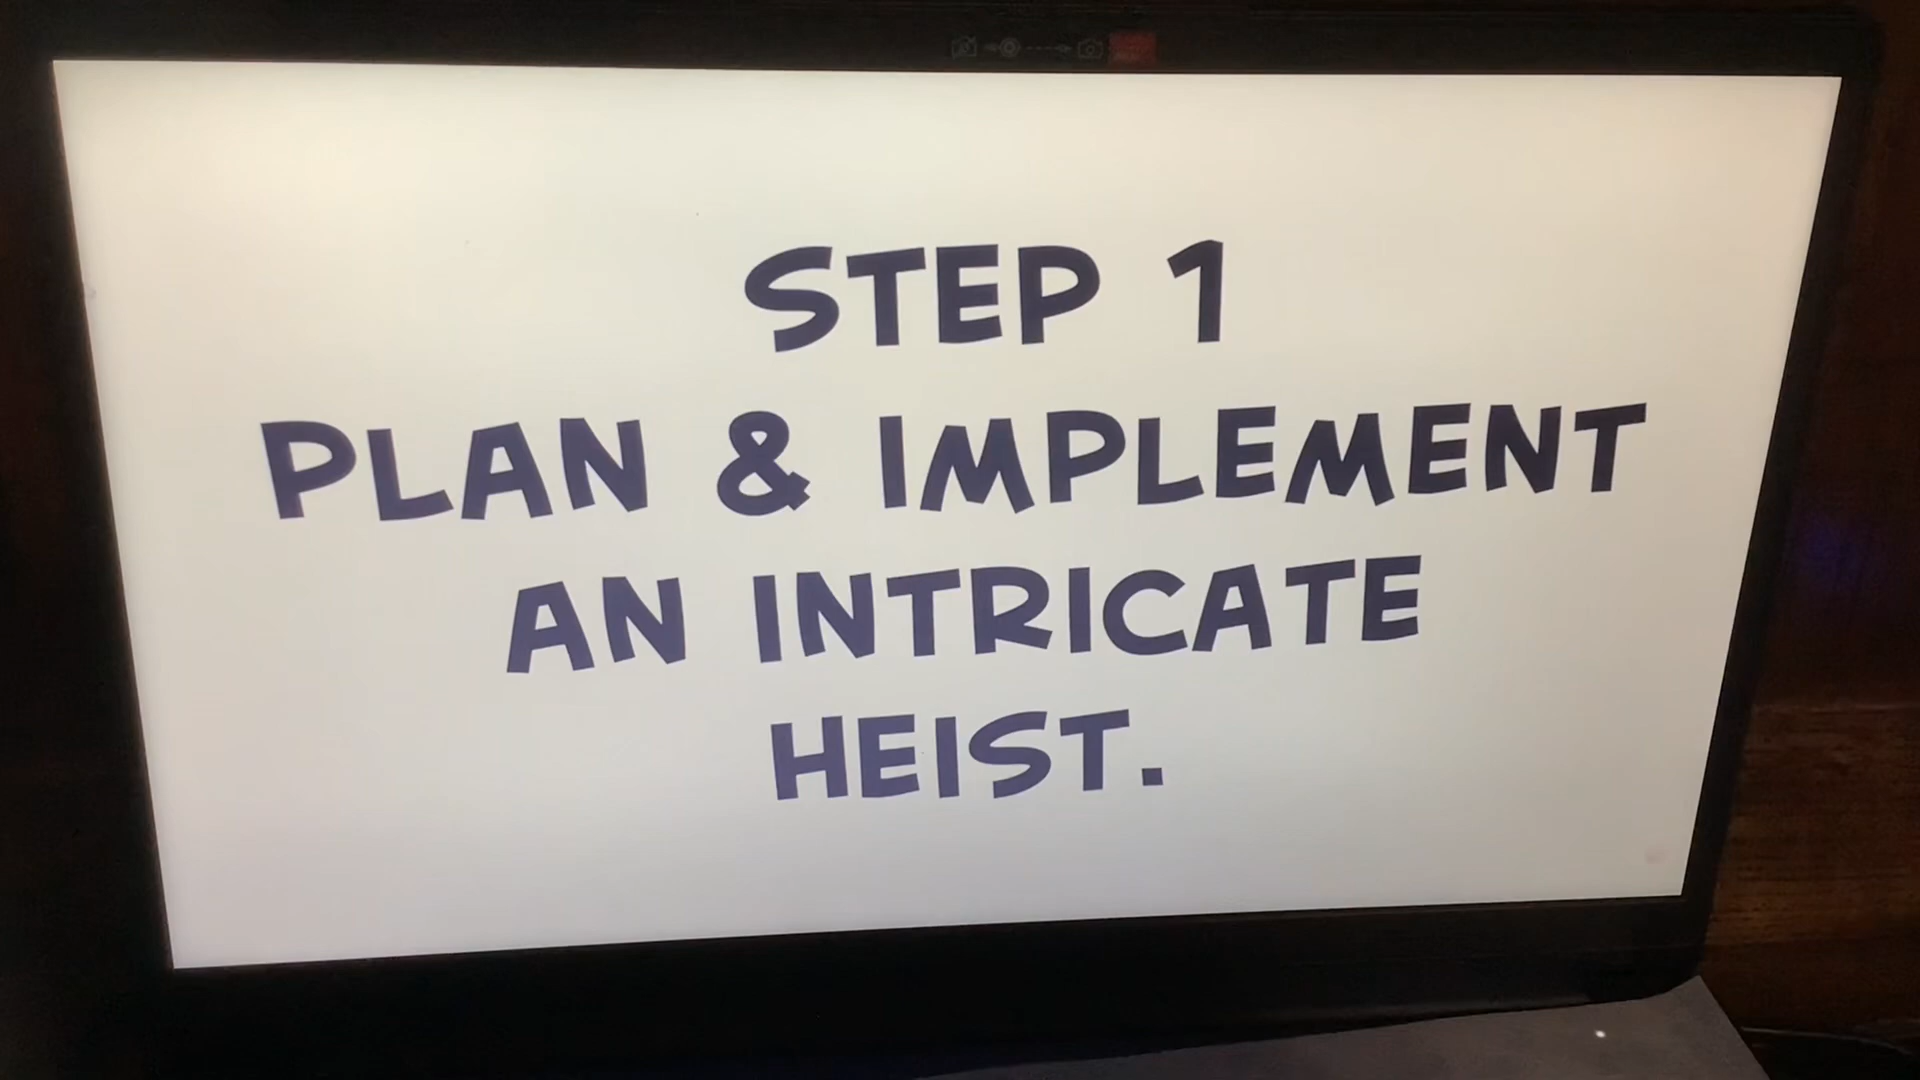 STEP 1
PLAN & IMPLEMENT
AN INTRICATE
HEIST.